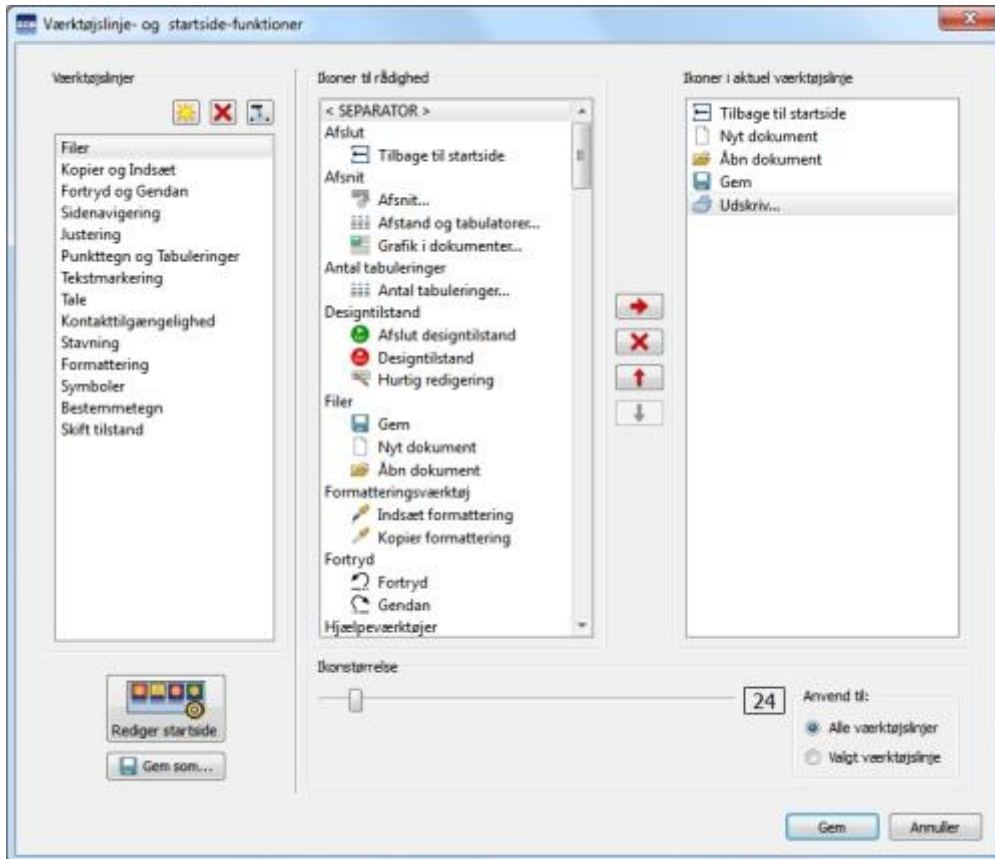 Værktøjslinje- og startside-funktioner
Værktøjslinjer
Filer
Kopier og Indsæt
Fortryd og Gendan
Sidenavigering
Justering
Punkttegn og Tabuleringer
Tekstmarkering
Tale
Kontakttilgængelighed
Stavning
Formattering
Symboler
Bestemmetegn
Skift tilstand
Rediger startside
Gem som...
Ikoner til rådighed
< SEPARATOR >
Afslut
Tilbage til startside
Afsnit
Afsnit...
Afstand og tabulatorer...
Grafik i dokumenter...
Antal tabuleringer
Antal tabuleringer...
Designtilstand
Afslut designtilstand
Designtilstand
Hurtig redigering
Filer
Gem
Nyt dokument
Åbn dokument
Formatteringsværktøj
Indsæt formattering
Kopier formattering
Fortryd
Fortryd
Gendan
Hjælpeværktøjer
Ikoner i aktuel værktøjslinje
Tilbage til startside
Nyt dokument
Åbn dokument
Gem
Udskriv...
Ikonstørrelse
24
Anvend til:
Alle værktøjslinjer
Valgt værktøjslinje
Gem
Annuller